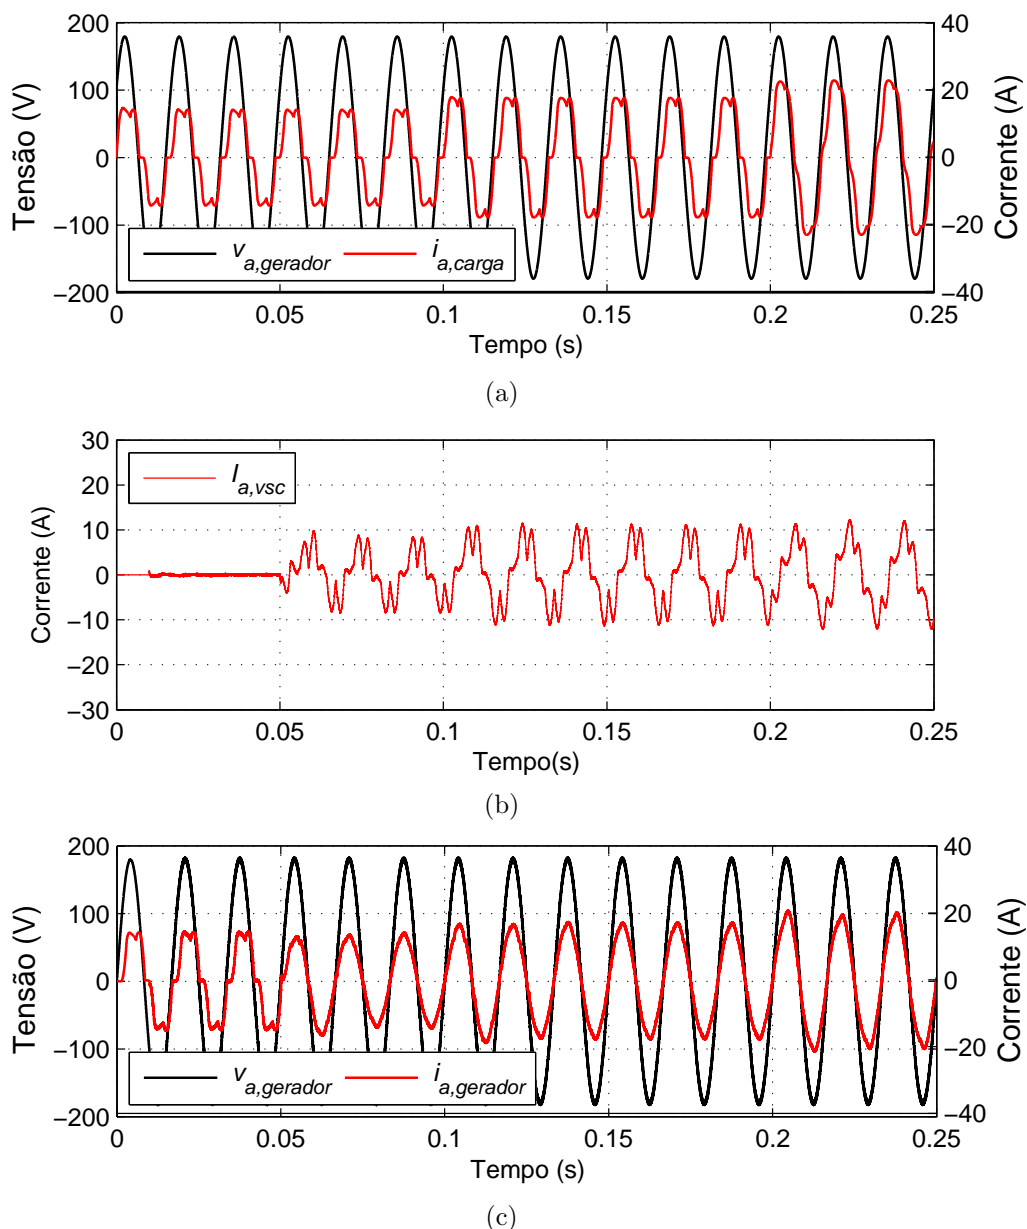 200
100
0
−100
−200
Tensão (V)
40
20
0
−20
−40
Corrente (A)
v a,gerador
i a,carga
0 0.05 0.1 0.15 0.2 0.25
Tempo (s)
(a)
30
20
10
0
−10
−20
−30
Corrente (A)
I a,vsc
0 0.05 0.1 0.15 0.2 0.25
Tempo(s)
(b)
200
100
0
−100
−200
Tensão (V)
40
20
0
−20
−40
Corrente (A)
v a,gerador
i a,gerador
0 0.05 0.1 0.15 0.2 0.25
Tempo (s)
(c)